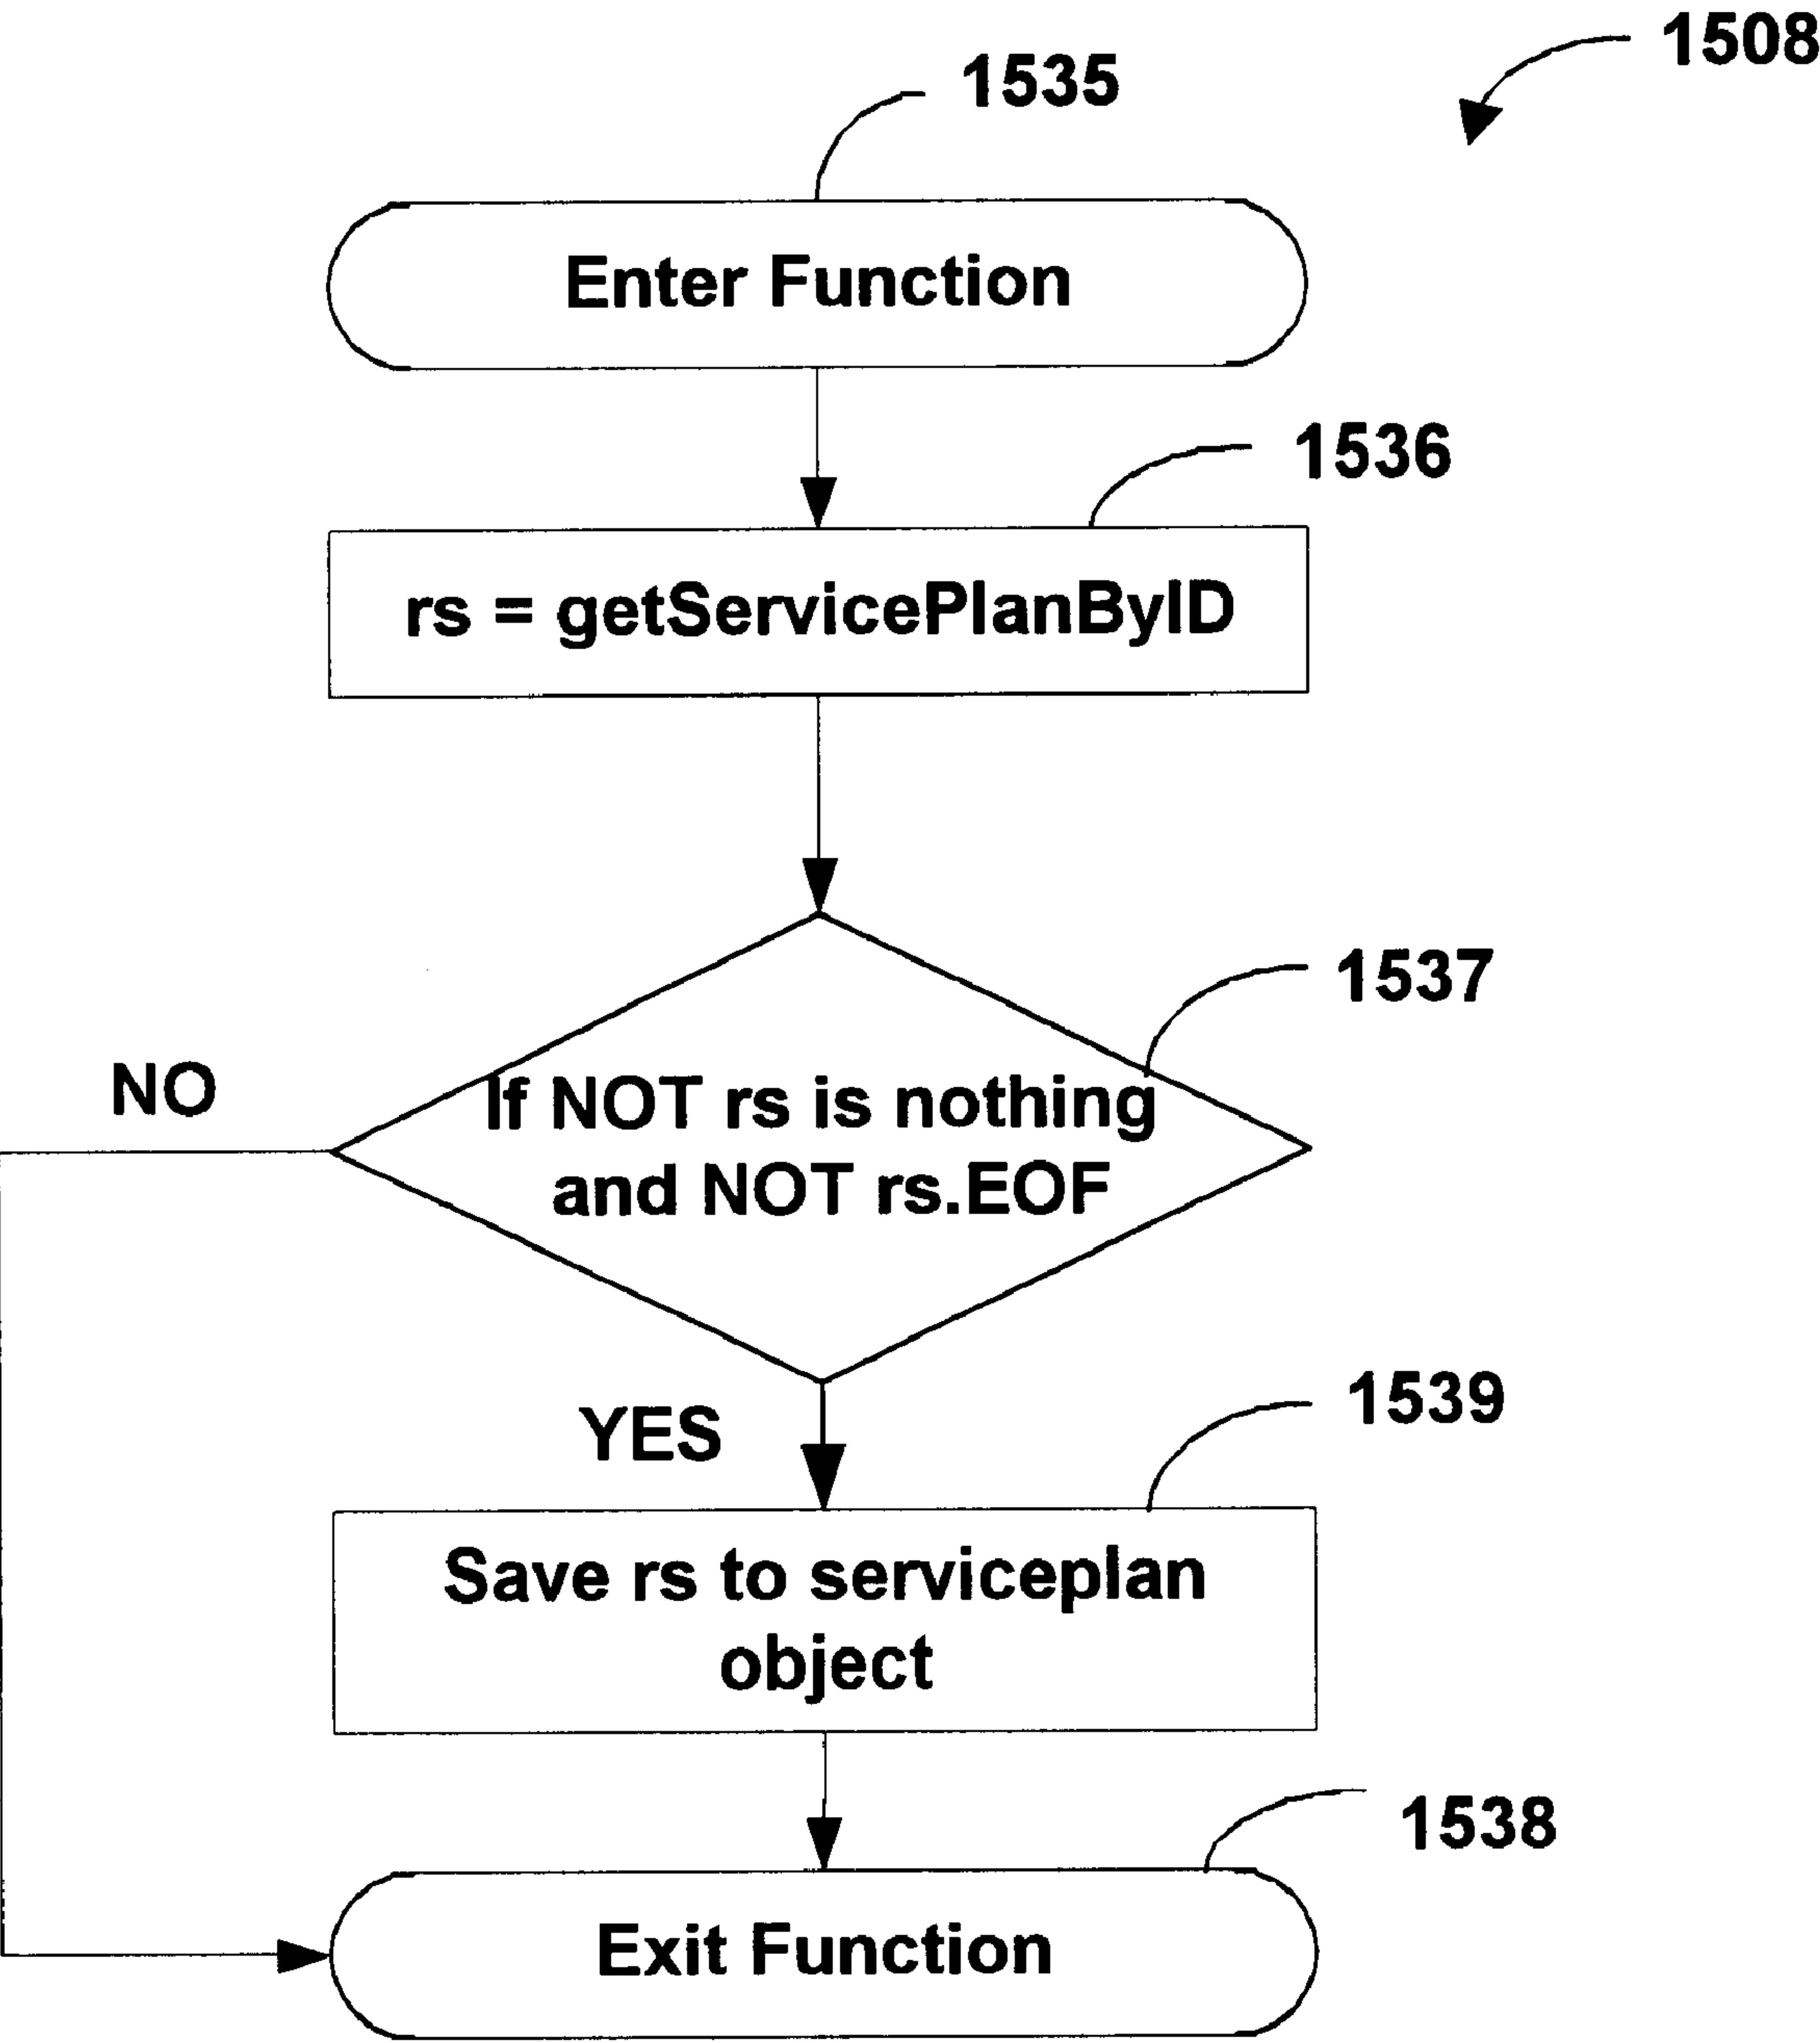 1508
1535
Enter Function
1536
rs = getServicePlanByID
1537
NO
If NOT rs is nothing
and NOT rs.EOF
1539
YES
Save rs to serviceplan
object
1538
Exit Function